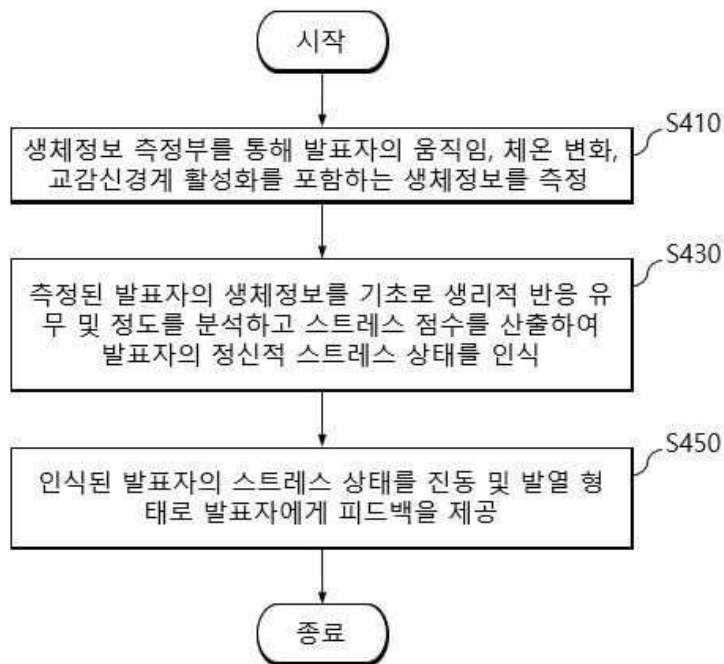 시작
S410
생체정보 측정부를 통해 발표자의 움직임, 체온 변화,
교감신경계 활성화를 포함하는 생체정보를 측정
S430
측정된 발표자의 생체정보를 기초로 생리적 반응 유
무 및 정도를 분석하고 스트레스 점수를 산출하여
발표자의 정신적 스트레스 상태를 인식
S450
인식된 발표자의 스트레스 상태를 진동 및 발열 형
태로 발표자에게 피드백을 제공
종료